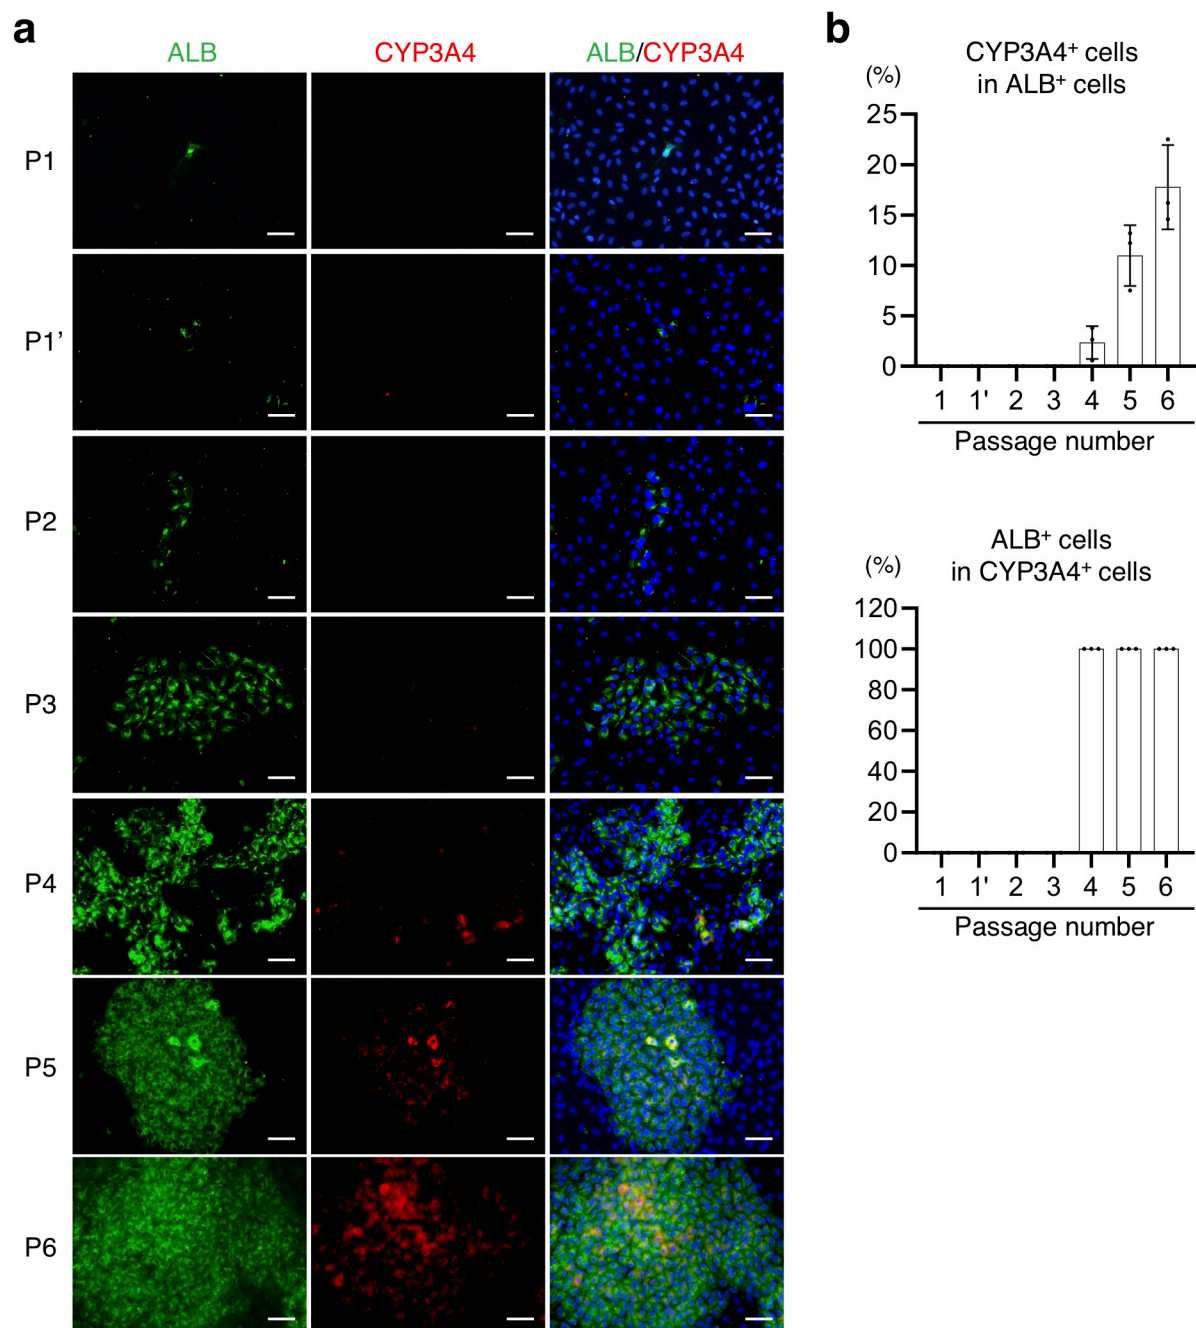 a
ALB
CYP3A4
ALB/CYP3A4
P1
P1’
P2
P3
P4
P5
P6
b
CYP3A4⁺ cells
in ALB⁺ cells
(%)
25
20
15
10
5
0
1 1' 2 3 4 5 6
Passage number
ALB⁺ cells
in CYP3A4⁺ cells
(%)
120
100
80
60
40
20
0
1 1' 2 3 4 5 6
Passage number